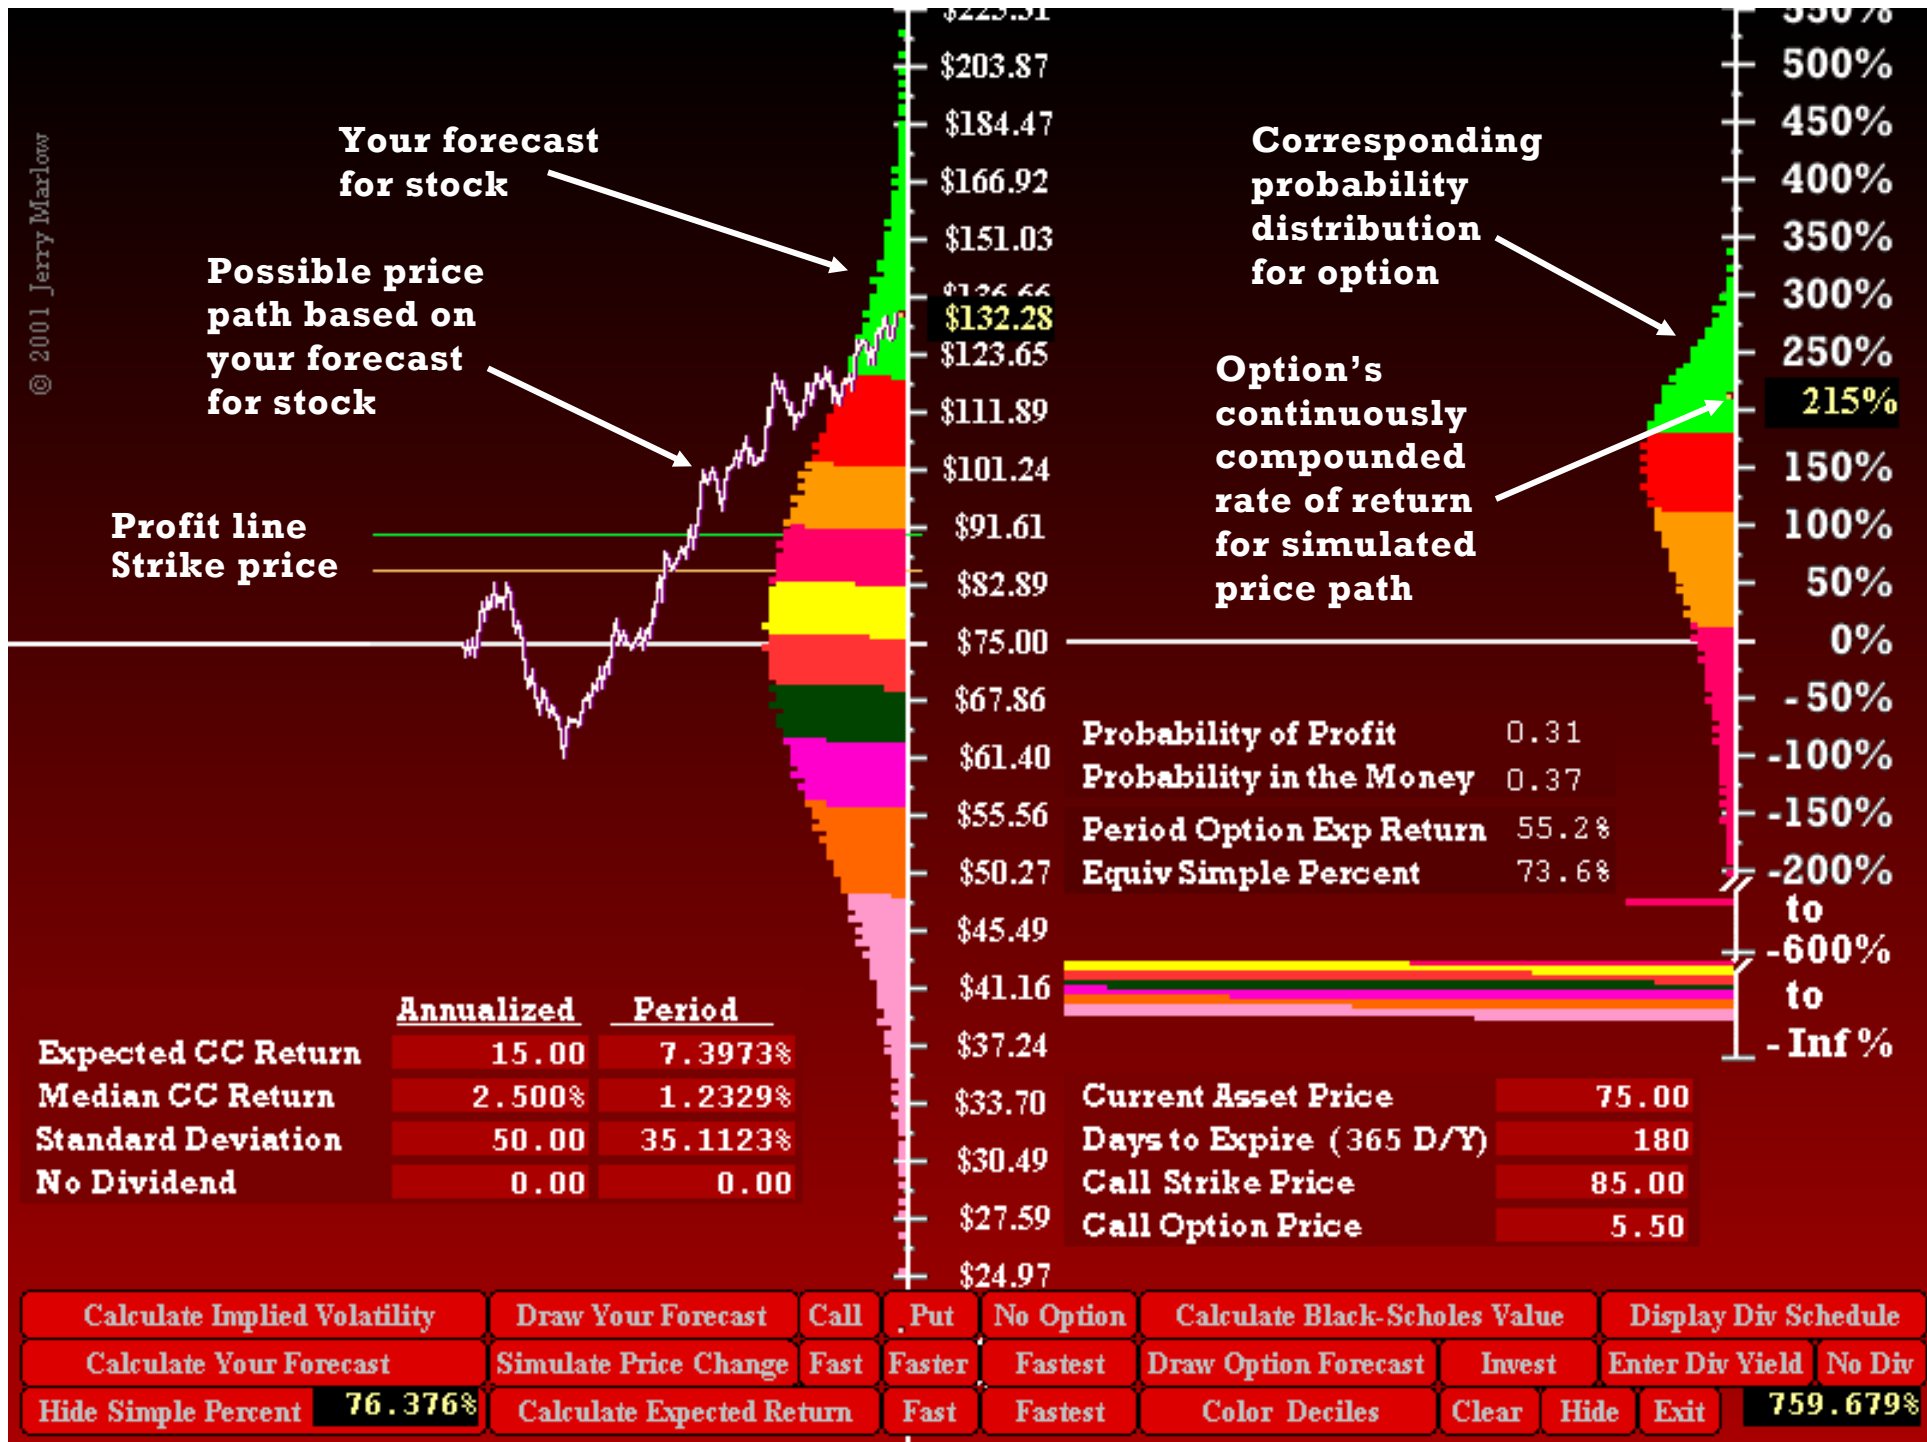 © 2001 Jerry Marlow
Your forecast
for stock
Possible price
path based on
your forecast
for stock
Profit line
Strike price
$203.87
$184.47
$166.92
$151.03
$136.66
$132.28
$123.65
$111.89
$101.24
$91.61
$82.89
$75.00
$67.86
$61.40
$55.56
$50.27
$45.49
$41.16
$37.24
$33.70
$30.49
$27.59
$24.97
Corresponding
probability
distribution
for option
Option’s
continuously
compounded
rate of return
for simulated
price path
550%
500%
450%
400%
350%
300%
250%
215%
150%
100%
50%
0%
-50%
-100%
-150%
-200%
to
-600%
to
-Inf%
Probability of Profit 0.31
Probability in the Money 0.37
Period Option Exp Return 55.2%
Equiv Simple Percent 73.6%
Annualized Period
Expected CC Return 15.00 7.3973%
Median CC Return 2.500% 1.2329%
Standard Deviation 50.00 35.1123%
No Dividend 0.00 0.00
Current Asset Price 75.00
Days to Expire (365 D/Y) 180
Call Strike Price 85.00
Call Option Price 5.50
Calculate Implied Volatility Draw Your Forecast Call Put No Option Calculate Black-Scholes Value Display Div Schedule
Calculate Your Forecast Simulate Price Change Fast Faster Fastest Draw Option Forecast Invest Enter Div Yield No Div
Hide Simple Percent 76.376% Calculate Expected Return Fast Fastest Color Deciles Clear Hide Exit 759.679%